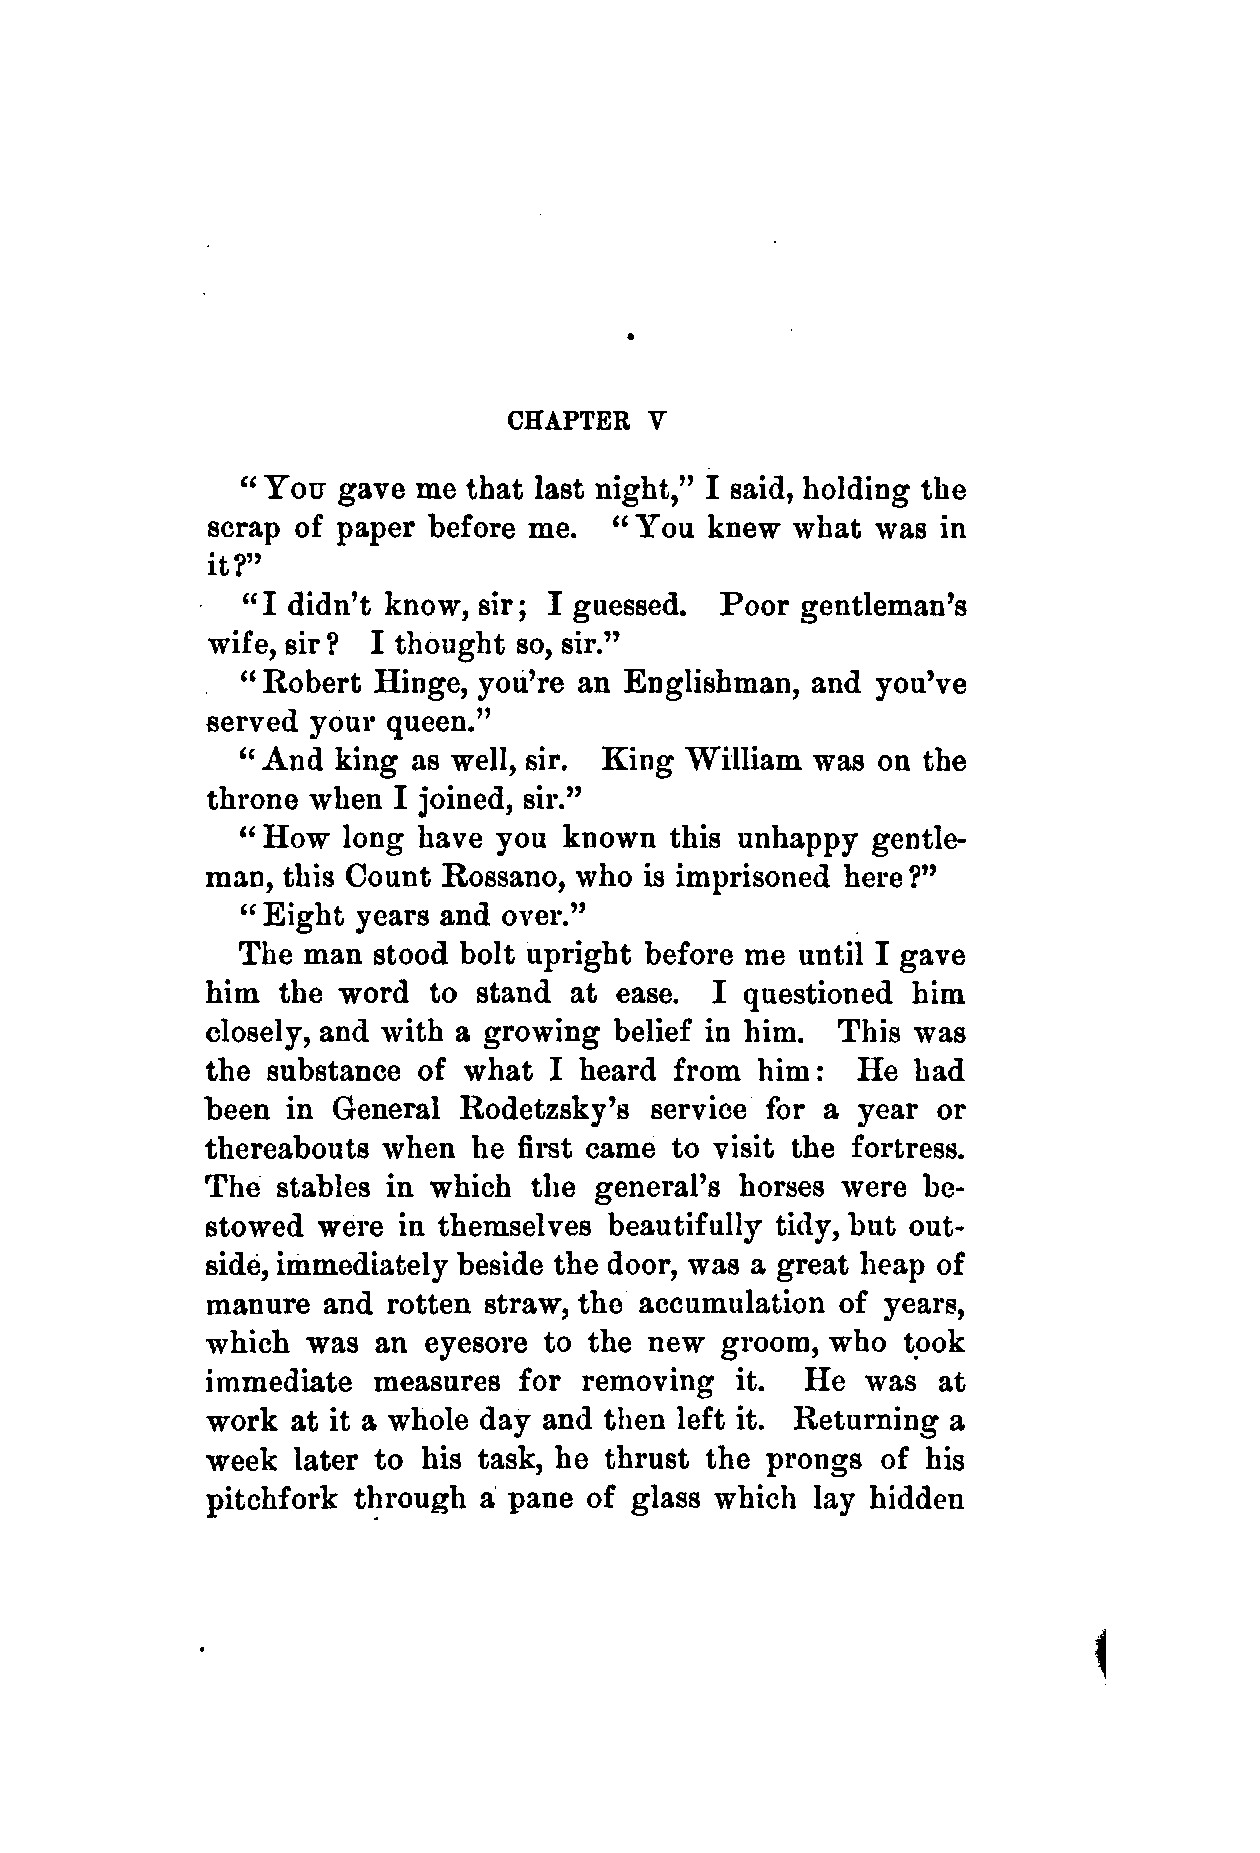 CHAPTER V
"You gave me that last night," I said, holding the
scrap of paper before me. "You knew what was in
it?"
"I didn't know, sir; I guessed. Poor gentleman's
wife, sir? I thought so, sir."
"Robert Hinge, you're an Englishman, and you've
served your queen."
"And king as well, sir. King William was on the
throne when I joined, sir."
"How long have you known this unhappy gentle-
man, this Count Rossano, who is imprisoned here?"
"Eight years and over."
The man stood bolt upright before me until I gave
him the word to stand at ease. I questioned him
closely, and with a growing belief in him. This was
the substance of what I heard from him: He had
been in General Rodetzsky's service for a year or
thereabouts when he first came to visit the fortress.
The stables in which the general's horses were be-
stowed were in themselves beautifully tidy, but out-
side, immediately beside the door, was a great heap of
manure and rotten straw, the accumulation of years,
which was an eyesore to the new groom, who took
immediate measures for removing it. He was at
work at it a whole day and then left it. Returning a
week later to his task, he thrust the prongs of his
pitchfork through a pane of glass which lay hidden